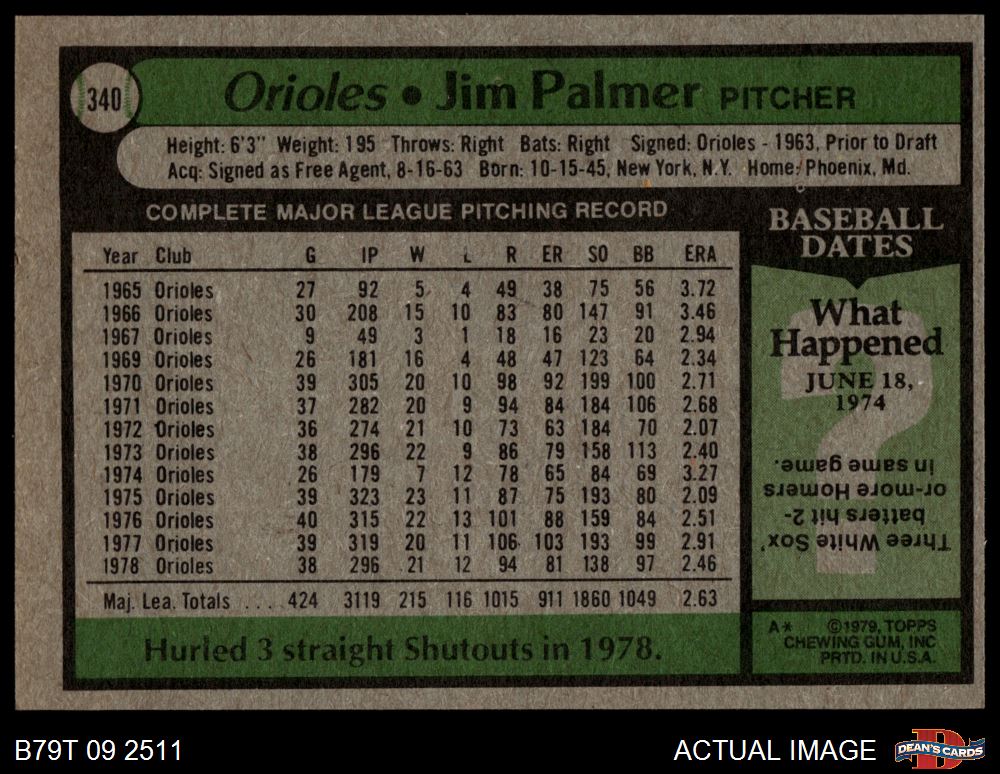 340
Orioles • Jim Palmer PITCHER
Height: 6'3" Weight: 195 Throws: Right Bats: Right Signed: Orioles - 1963, Prior to Draft
Acq: Signed as Free Agent, 8-16-63 Born: 10-15-45, New York, N.Y. Home: Phoenix, Md.
COMPLETE MAJOR LEAGUE PITCHING RECORD
Year Club G IP W L R ER SO BB ERA
1965 Orioles 27 92 5 4 49 38 75 56 3.72
1966 Orioles 30 208 15 10 83 80 147 91 3.46
1967 Orioles 9 49 3 1 18 16 23 20 2.94
1969 Orioles 26 181 16 4 48 47 123 64 2.34
1970 Orioles 39 305 20 10 98 92 199 100 2.71
1971 Orioles 37 282 20 9 94 84 184 106 2.68
1972 Orioles 36 274 21 10 73 63 184 70 2.07
1973 Orioles 38 296 22 9 86 79 158 113 2.40
1974 Orioles 26 179 7 12 78 65 84 69 3.27
1975 Orioles 39 323 23 11 87 75 193 80 2.09
1976 Orioles 40 315 22 13 101 88 159 84 2.51
1977 Orioles 39 319 20 11 106 103 193 99 2.91
1978 Orioles 38 296 21 12 94 81 138 97 2.46
Maj. Lea. Totals ... 424 3119 215 116 1015 911 1860 1049 2.63
Hurled 3 straight Shutouts in 1978.
BASEBALL
DATES
What
Happened
JUNE 18,
1974
?
Three White Sox'
batters hit 2-
or-more Homers
in same game.
A* ©1979, TOPPS
CHEWING GUM, INC
PRTD. IN U.S.A.
B79T 09 2511
ACTUAL IMAGE
DEAN'S CARDS